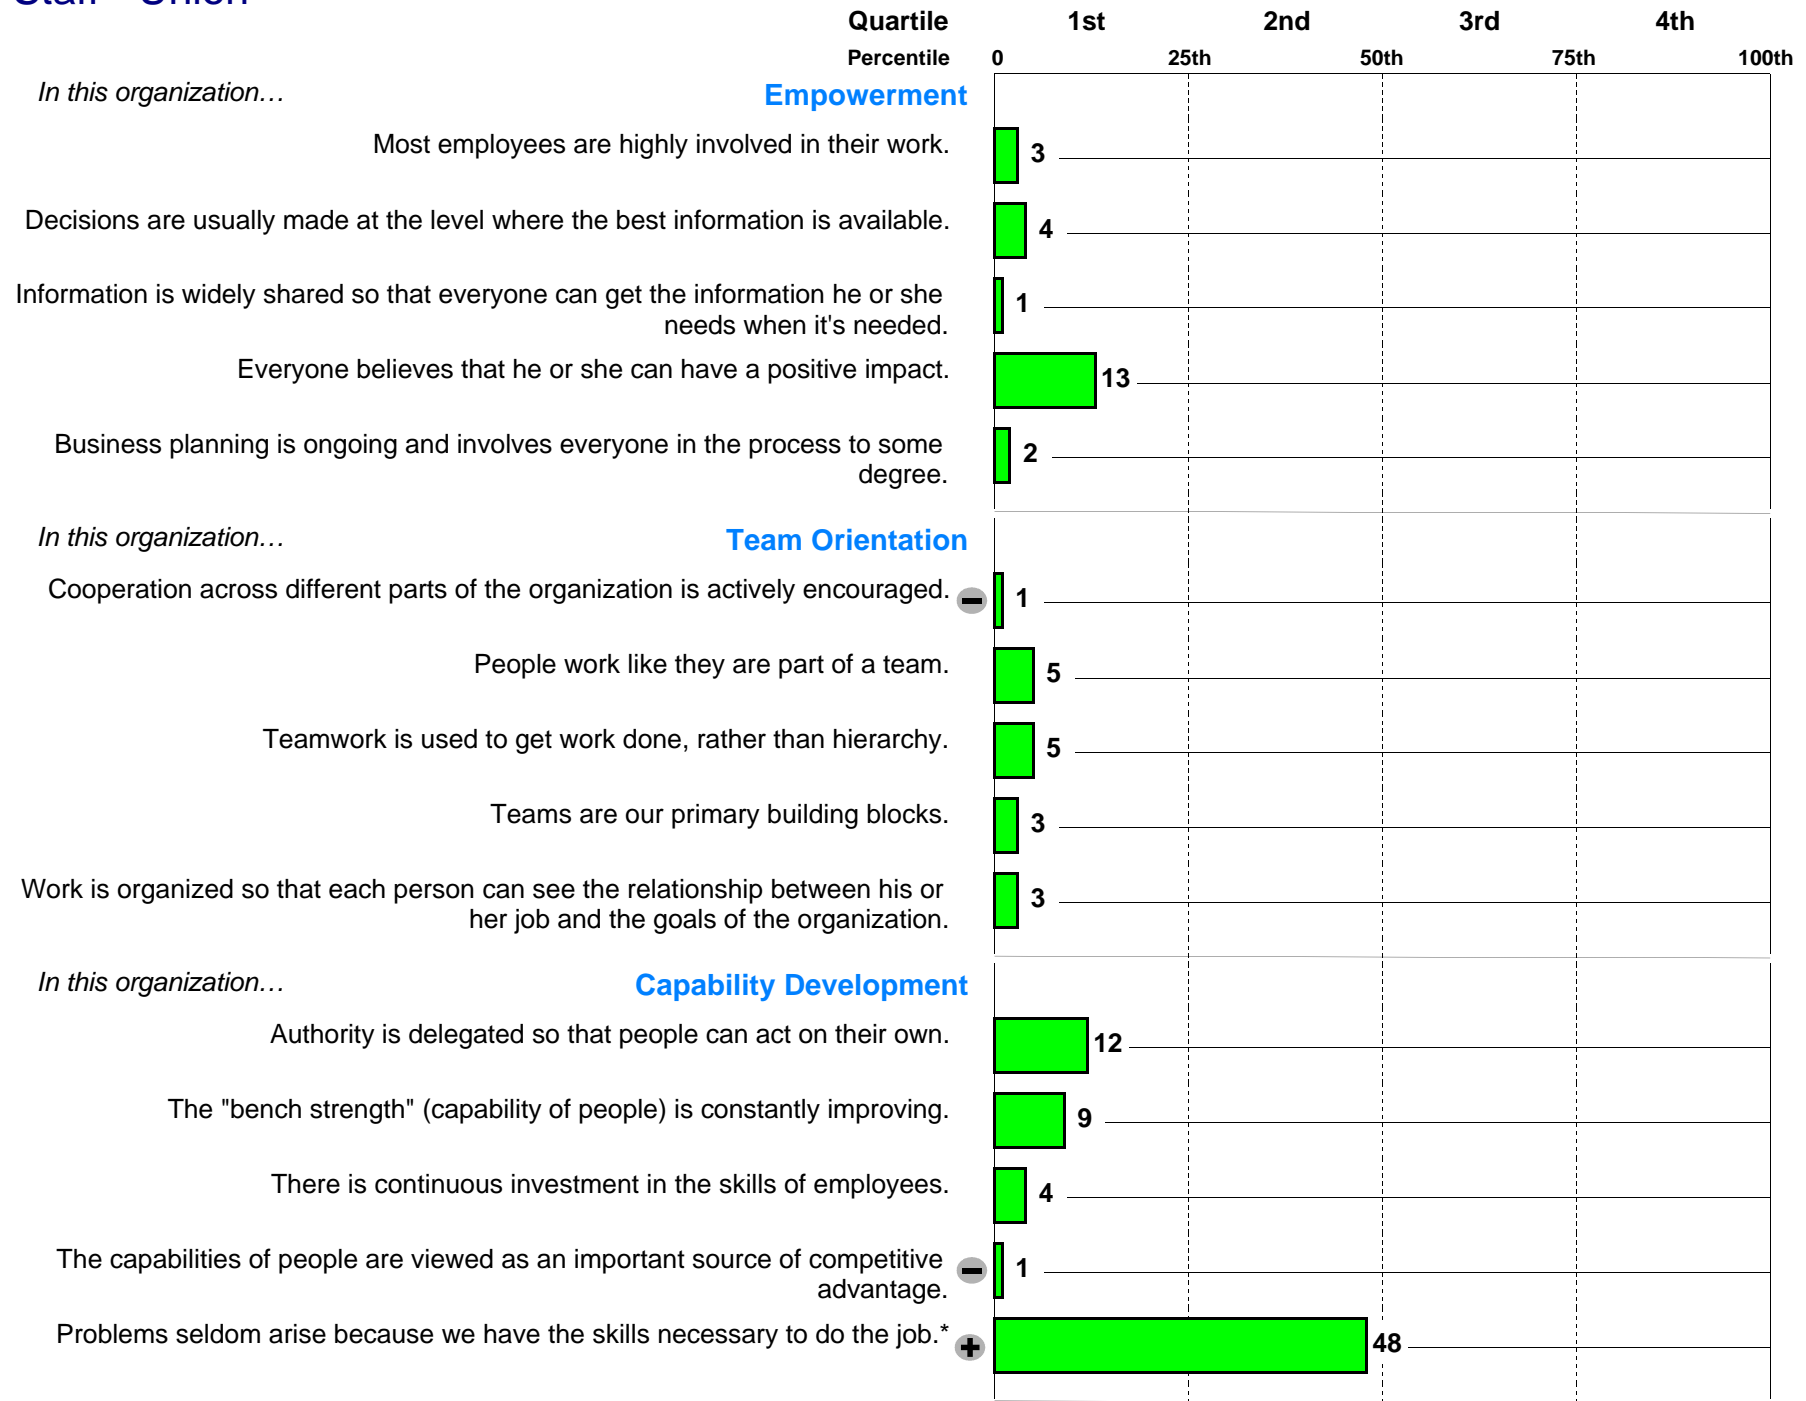 Quartile 1st 2nd 3rd 4th
Percentile 0 25th 50th 75th 100th
In this organization… Empowerment
Most employees are highly involved in their work. 3
Decisions are usually made at the level where the best information is available. 4
Information is widely shared so that everyone can get the information he or she
needs when it's needed. 1
Everyone believes that he or she can have a positive impact. 13
Business planning is ongoing and involves everyone in the process to some
degree. 2
In this organization… Team Orientation
Cooperation across different parts of the organization is actively encouraged. 1
People work like they are part of a team. 5
Teamwork is used to get work done, rather than hierarchy. 5
Teams are our primary building blocks. 3
Work is organized so that each person can see the relationship between his or
her job and the goals of the organization. 3
In this organization… Capability Development
Authority is delegated so that people can act on their own. 12
The "bench strength" (capability of people) is constantly improving. 9
There is continuous investment in the skills of employees. 4
The capabilities of people are viewed as an important source of competitive
advantage. 1
Problems seldom arise because we have the skills necessary to do the job.* 48